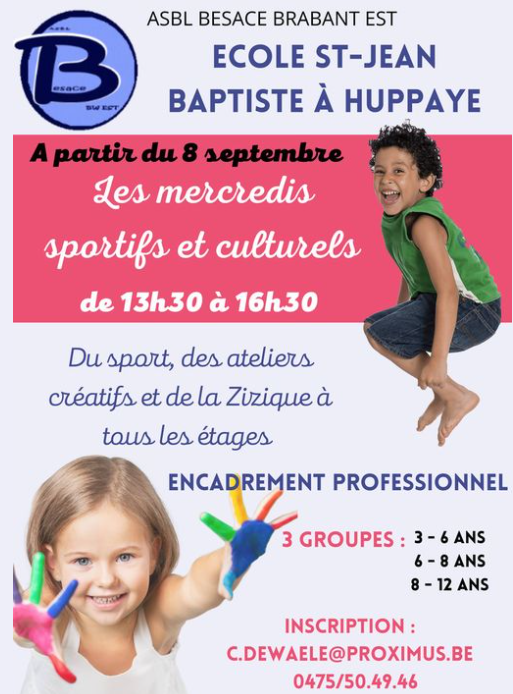 ASBL BESACE BRABANT EST
A.S.B.L
Besace
BW EST
ECOLE ST-JEAN
BAPTISTE À HUPPAYE
A partir du 8 septembre
Les mercredis
sportifs et culturels
de 13h30 à 16h30
Du sport, des ateliers
créatifs et de la Zizique à
tous les étages
ENCADREMENT PROFESSIONNEL
3 GROUPES : 3 - 6 ANS
6 - 8 ANS
8 - 12 ANS
INSCRIPTION :
C.DEWAELE@PROXIMUS.BE
0475/50.49.46